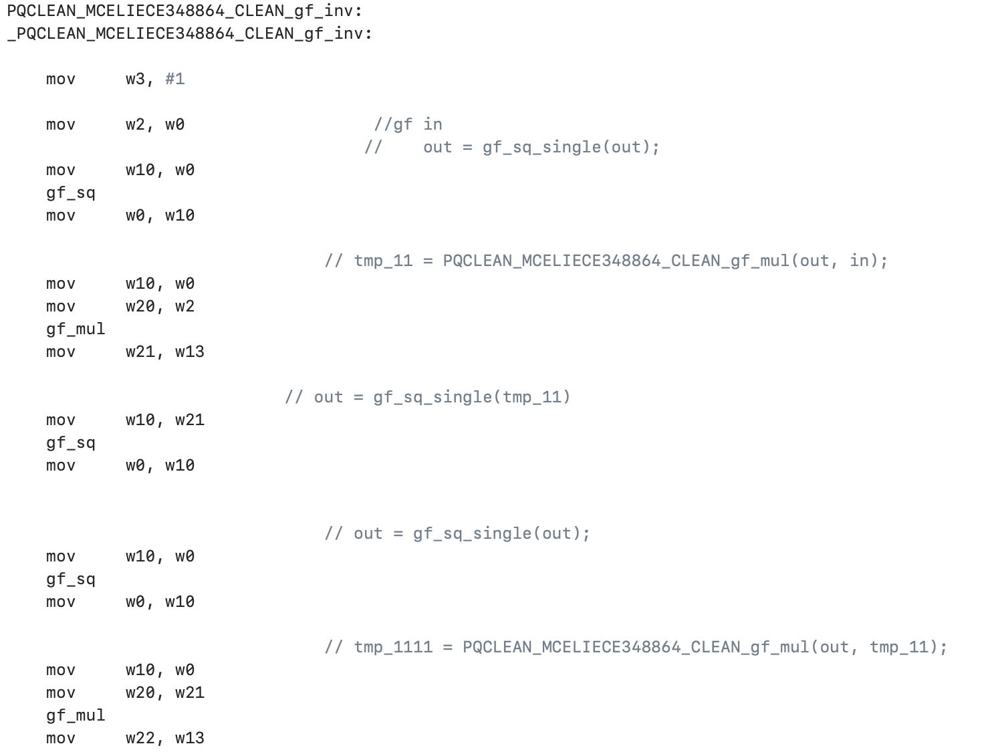 PQCLEAN_MCELIECE348864_CLEAN_gf_inv:
_PQCLEAN_MCELIECE348864_CLEAN_gf_inv:
mov w3, #1
mov w2, w0 //gf in
// out = gf_sq_single(out);
mov w10, w0
gf_sq
mov w0, w10
// tmp_11 = PQCLEAN_MCELIECE348864_CLEAN_gf_mul(out, in);
mov w10, w0
mov w20, w2
gf_mul
mov w21, w13
// out = gf_sq_single(tmp_11)
mov w10, w21
gf_sq
mov w0, w10
// out = gf_sq_single(out);
mov w10, w0
gf_sq
mov w0, w10
// tmp_1111 = PQCLEAN_MCELIECE348864_CLEAN_gf_mul(out, tmp_11);
mov w10, w0
mov w20, w21
gf_mul
mov w22, w13